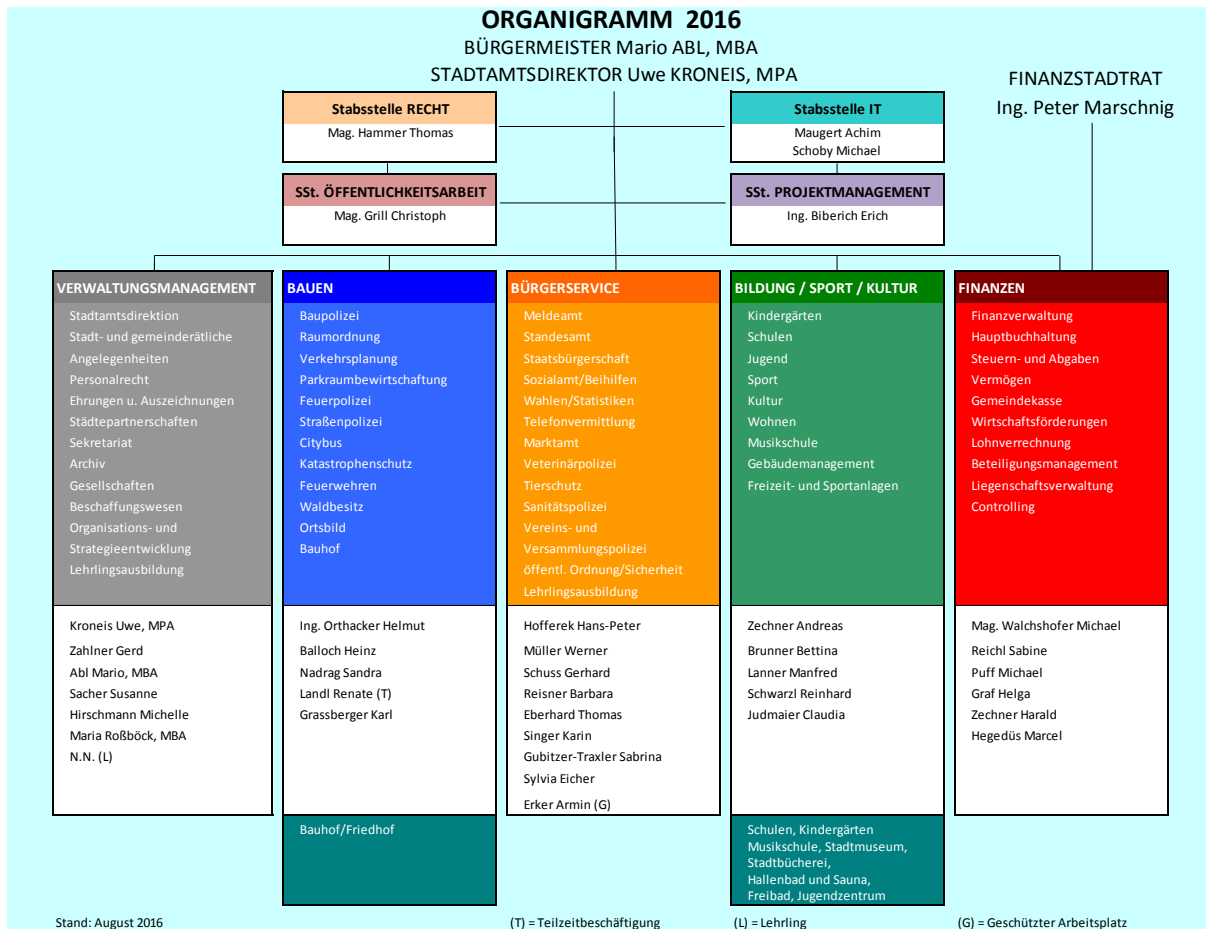 ORGANIGRAMM 2016
BÜRGERMEISTER Mario ABL, MBA
STADTAMTSDIREKTOR Uwe KRONEIS, MPA
FINANZSTADTRAT
Ing. Peter Marschnig
Stabsstelle RECHT
Mag. Hammer Thomas
Stabsstelle IT
Maugert Achim
Schoby Michael
SSt. ÖFFENTLICHKEITSARBEIT
Mag. Grill Christoph
SSt. PROJEKTMANAGEMENT
Ing. Biberich Erich
VERWALTUNGSMANAGEMENT
Stadtamtsdirektion
Stadt- und gemeinderätliche
Angelegenheiten
Personalrecht
Ehrungen u. Auszeichnungen
Städtepartnerschaften
Sekretariat
Archiv
Gesellschaften
Beschaffungswesen
Organisations- und
Strategieentwicklung
Lehrlingsausbildung
Kroneis Uwe, MPA
Zahlner Gerd
Abl Mario, MBA
Sacher Susanne
Hirschmann Michelle
Maria Roßböck, MBA
N.N. (L)
BAUEN
Baupolizei
Raumordnung
Verkehrsplanung
Parkraumbewirtschaftung
Feuerpolizei
Straßenpolizei
Citybus
Katastrophenschutz
Feuerwehren
Waldbesitz
Ortsbild
Bauhof
Ing. Orthacker Helmut
Balloch Heinz
Nadrag Sandra
Landl Renate (T)
Grassberger Karl
Bauhof/Friedhof
BÜRGERSERVICE
Meldeamt
Standesamt
Staatsbürgerschaft
Sozialamt/Beihilfen
Wahlen/Statistiken
Telefonvermittlung
Marktamt
Veterinärpolizei
Tierschutz
Sanitätspolizei
Vereins- und
Versammlungspolizei
öffentl. Ordnung/Sicherheit
Lehrlingsausbildung
Hofferek Hans-Peter
Müller Werner
Schuss Gerhard
Reisner Barbara
Eberhard Thomas
Singer Karin
Gubitzer-Traxler Sabrina
Sylvia Eicher
Erker Armin (G)
BILDUNG / SPORT / KULTUR
Kindergärten
Schulen
Jugend
Sport
Kultur
Wohnen
Musikschule
Gebäudemanagement
Freizeit- und Sportanlagen
Zechner Andreas
Brunner Bettina
Lanner Manfred
Schwarzl Reinhard
Judmaier Claudia
Schulen, Kindergärten
Musikschule, Stadtmuseum,
Stadtbücherei,
Hallenbad und Sauna,
Freibad, Jugendzentrum
FINANZEN
Finanzverwaltung
Hauptbuchhaltung
Steuern- und Abgaben
Vermögen
Gemeindekasse
Wirtschaftsförderungen
Lohnverrechnung
Beteiligungsmanagement
Liegenschaftsverwaltung
Controlling
Mag. Walchshofer Michael
Reichl Sabine
Puff Michael
Graf Helga
Zechner Harald
Hegedüs Marcel
Stand: August 2016
(T) = Teilzeitbeschäftigung
(L) = Lehrling
(G) = Geschützter Arbeitsplatz